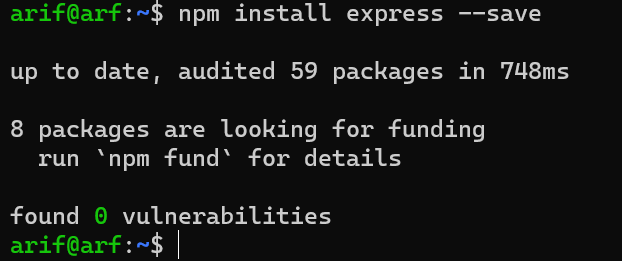 arif@arf:~$ npm install express --save
up to date, audited 59 packages in 748ms
8 packages are looking for funding
run `npm fund` for details
found 0 vulnerabilities
arif@arf:~$